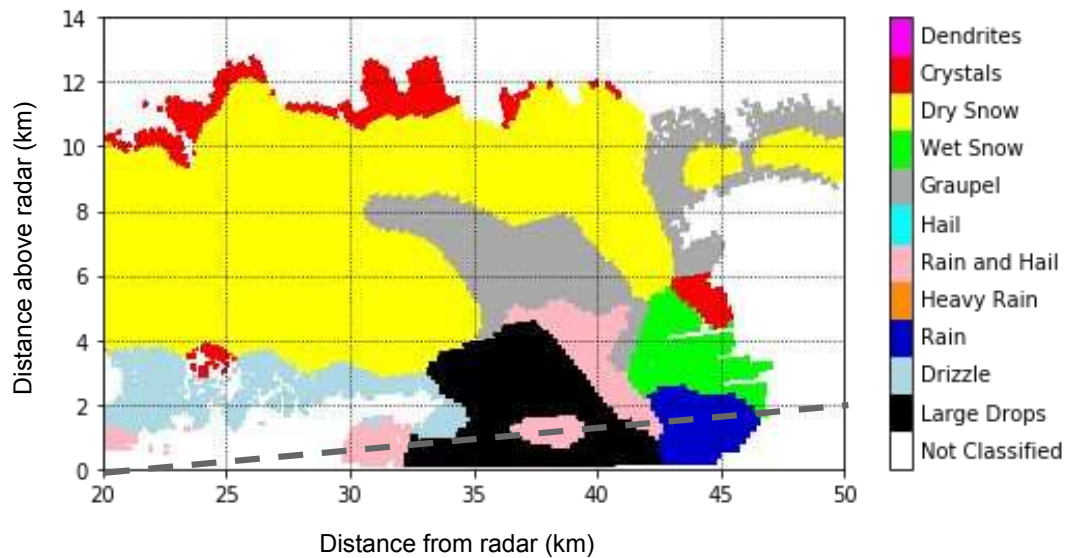 Distance above radar (km)
14
12
10
8
6
4
2
0
20
25
30
35
40
45
50
Distance from radar (km)
Dendrites
Crystals
Dry Snow
Wet Snow
Graupel
Hail
Rain and Hail
Heavy Rain
Rain
Drizzle
Large Drops
Not Classified